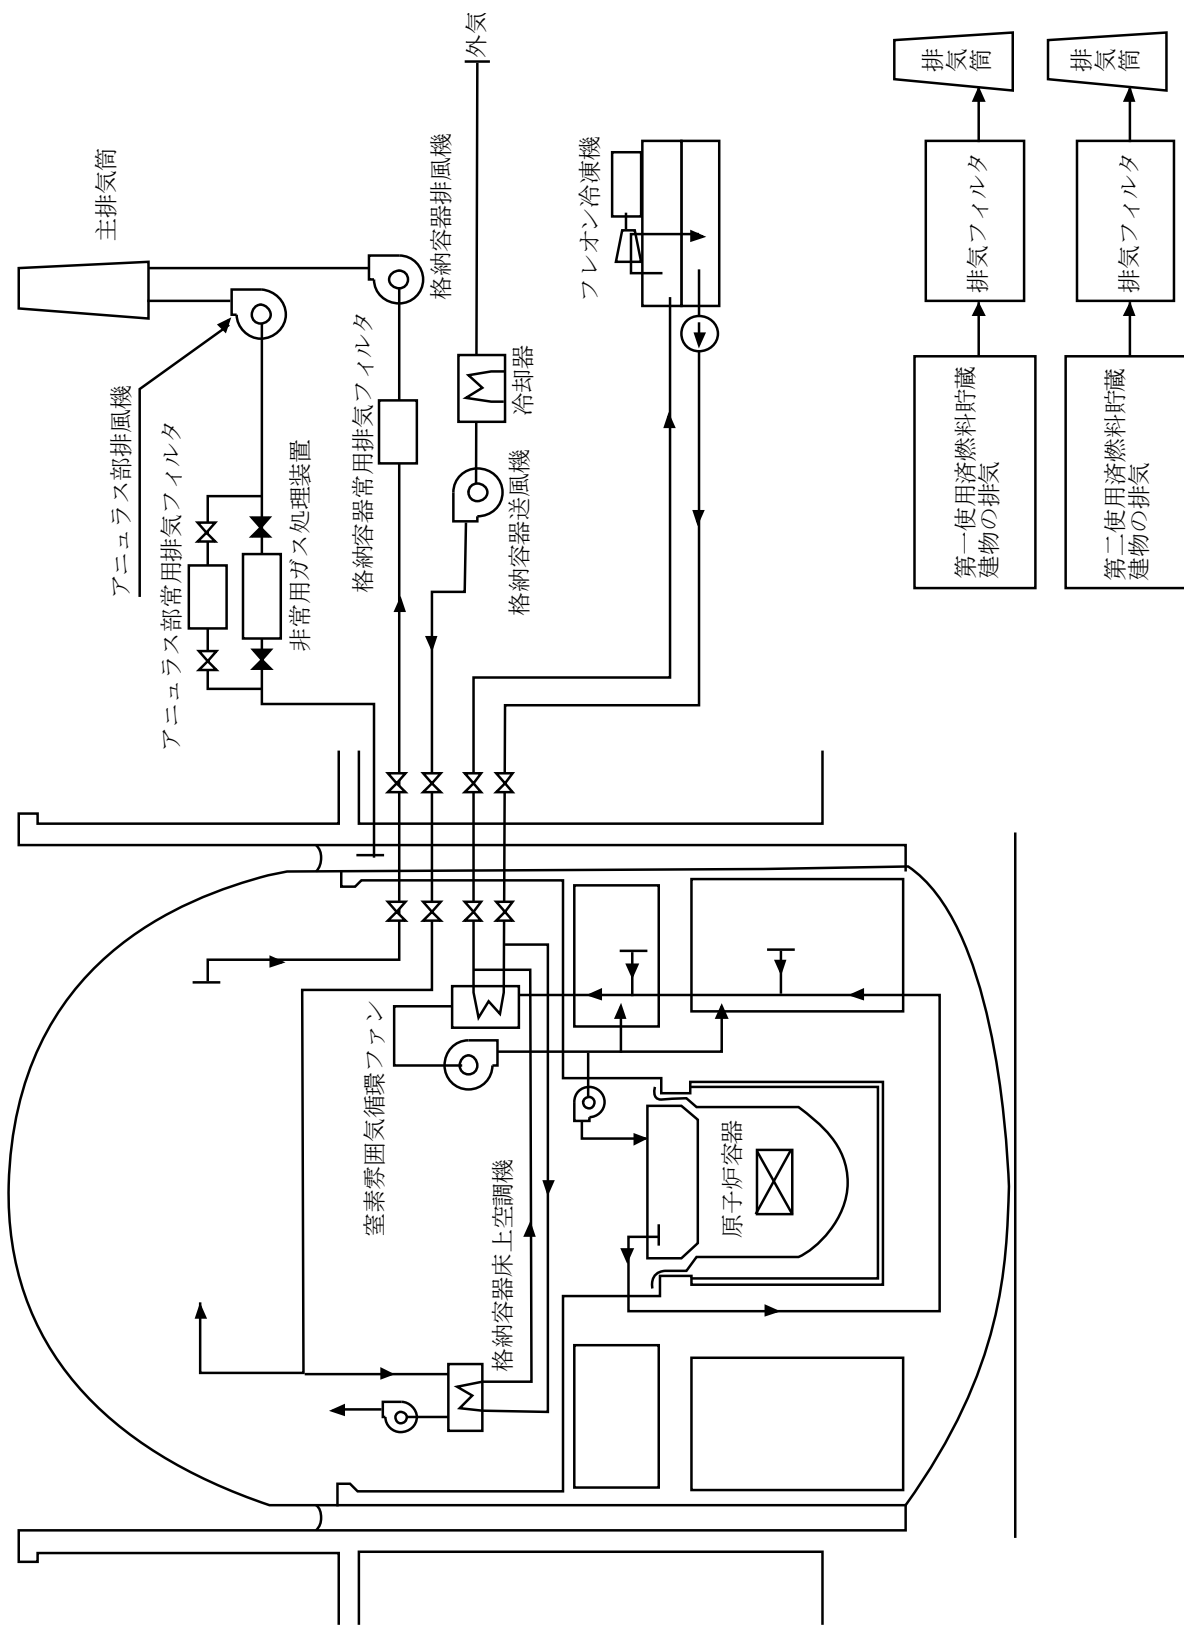 外気
主排気筒
格納容器排風機
フレオン冷凍機
アニュラス部排風機
アニュラス部常用排気フィルタ
非常用ガス処理装置
格納容器常用排気フィルタ
冷却器
格納容器送風機
窒素雰囲気循環ファン
格納容器床上空調機
原子炉容器
排
気
筒
排気フィルタ
第一使用済燃料貯蔵
建物の排気
排
気
筒
排気フィルタ
第二使用済燃料貯蔵
建物の排気